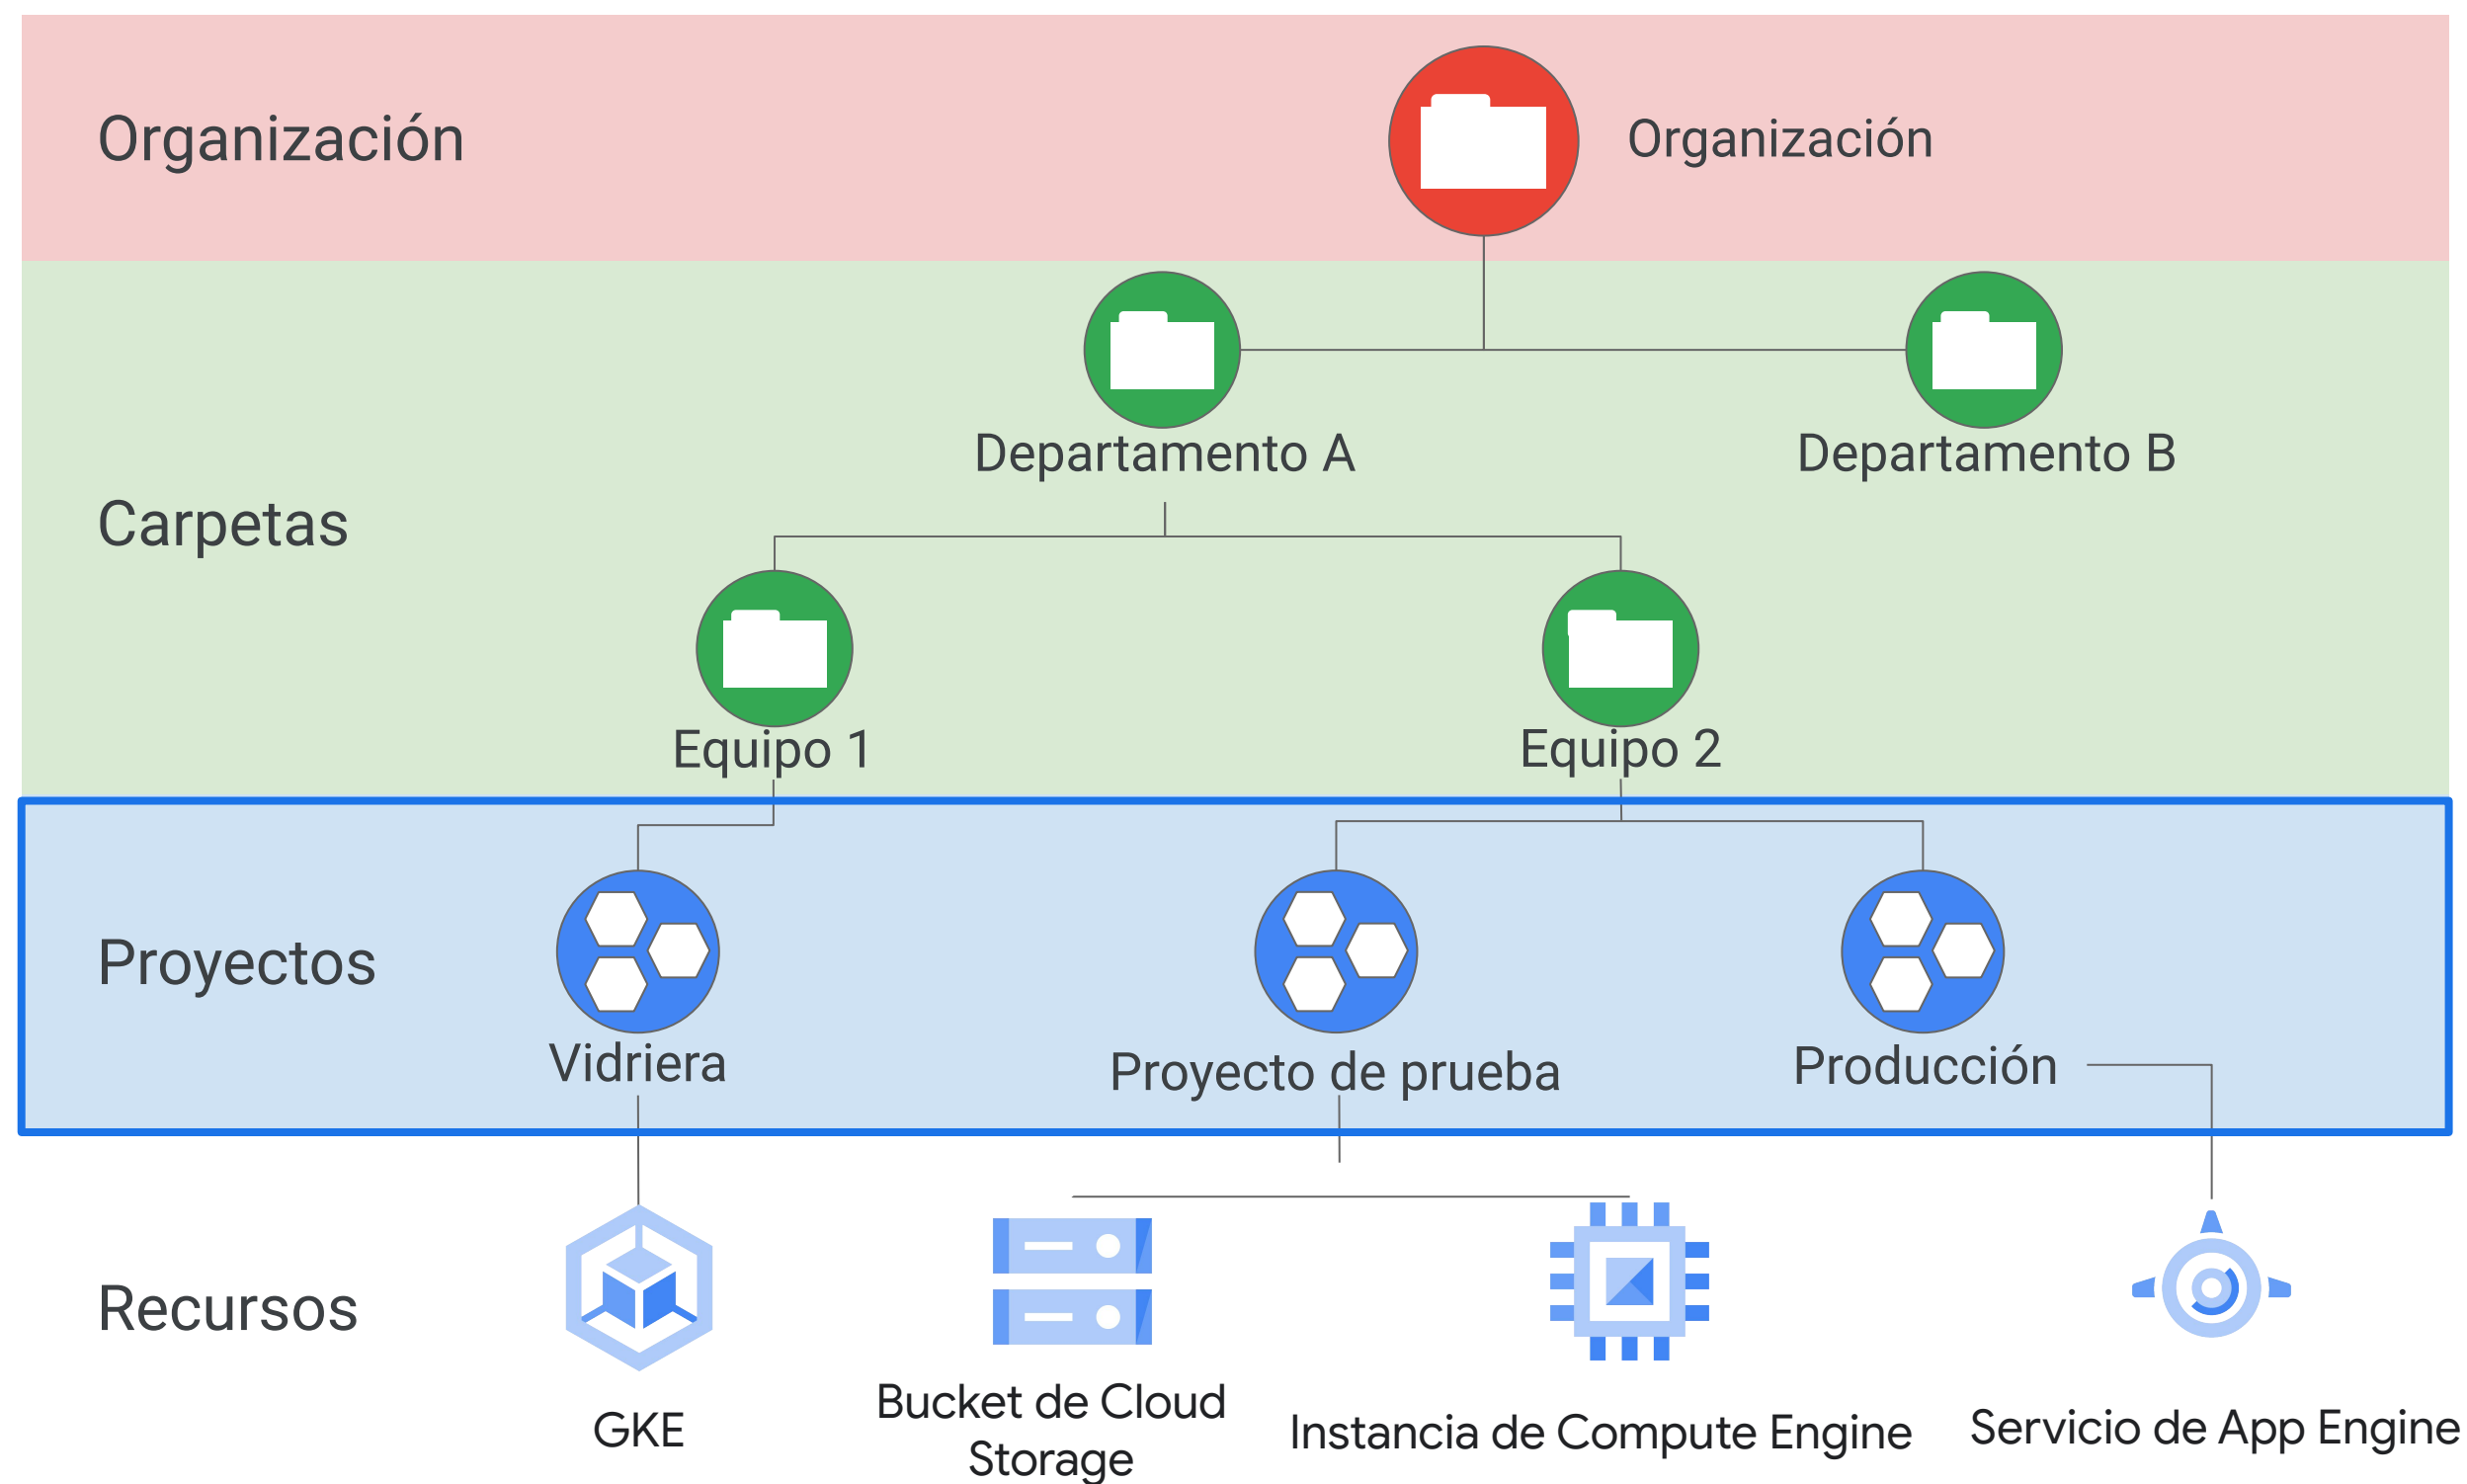 Organización
Organización
Departamento A
Departamento B
Carpetas
Equipo 1
Equipo 2
Proyectos
Vidriera
Proyecto de prueba
Producción
Recursos
GKE
Bucket de Cloud
Storage
Instancia de Compute Engine
Servicio de App Engine